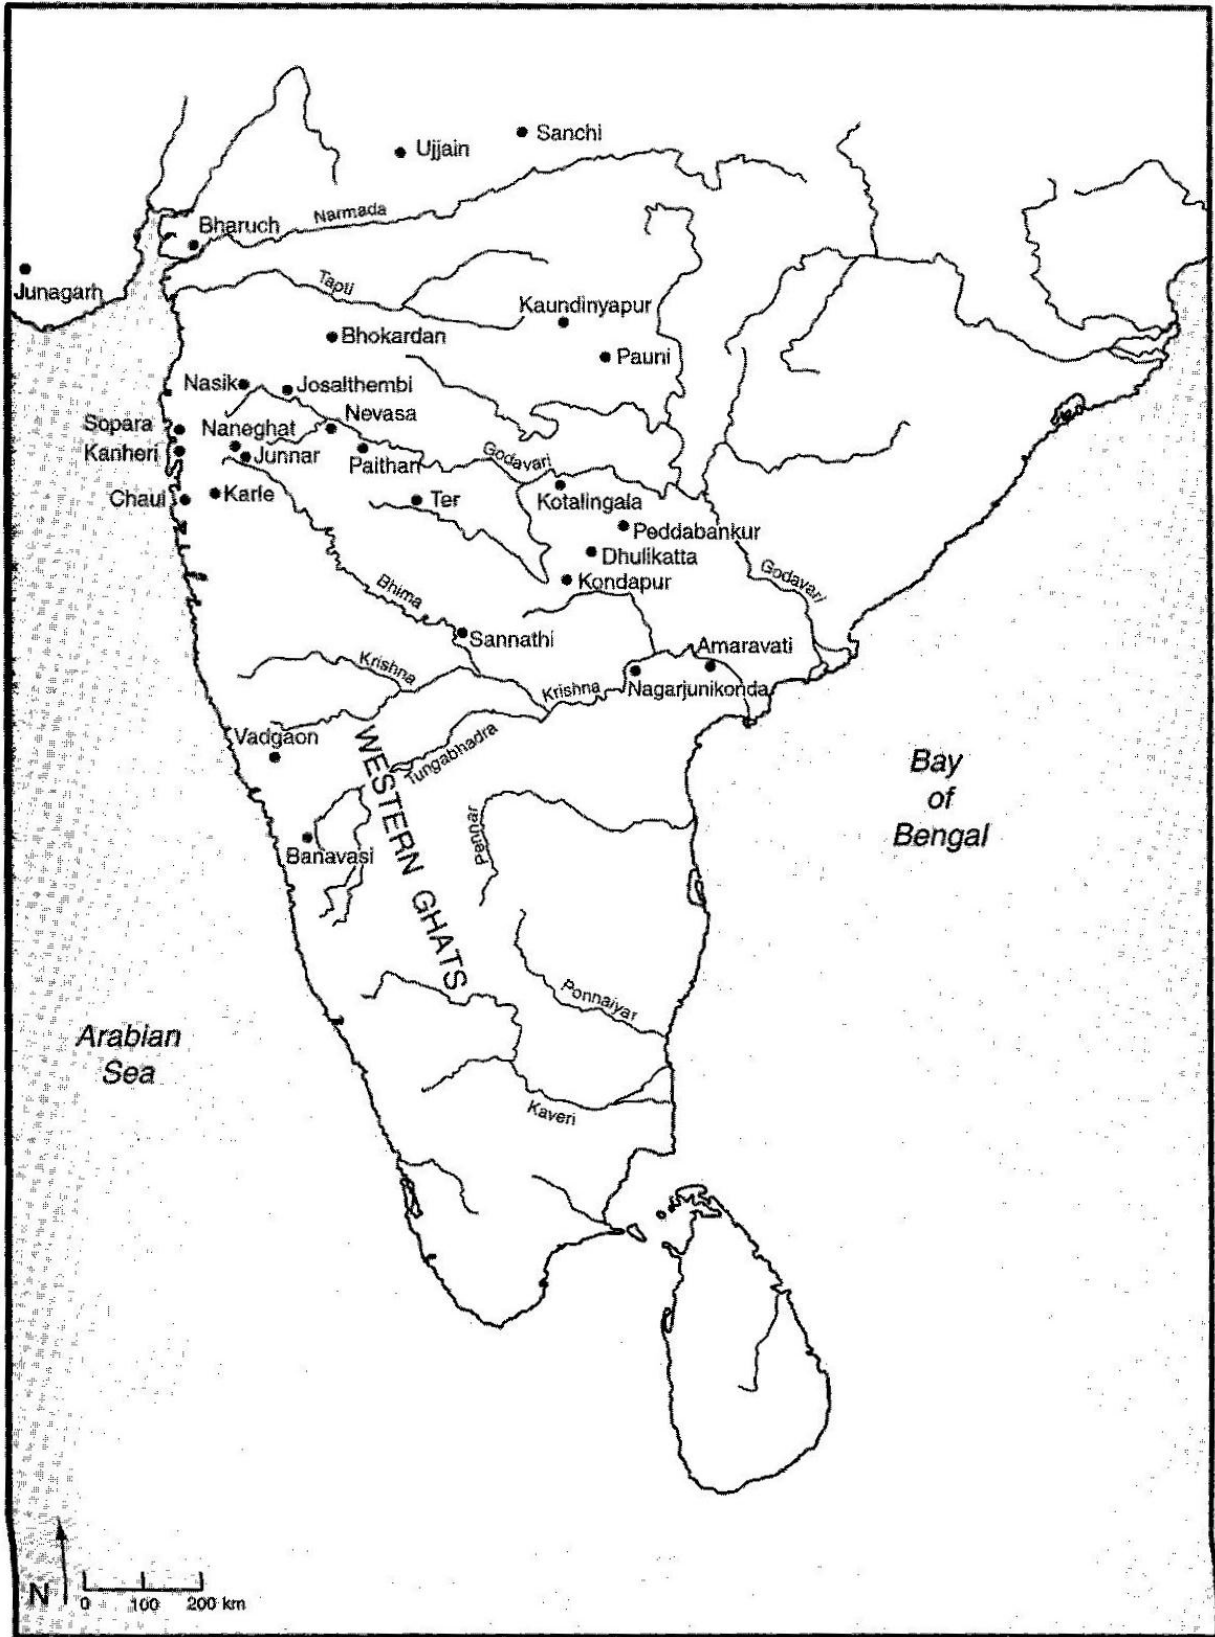 Sanchi
Ujjain
Narmada
Bharuch
Junagarh
Tapti
Kaundinyapur
Bhokardan
Pauni
Nasik
Josalthembi
Nevasa
Sopara
Naneghat
Kanheri
Junnar
Paithan
Godavari
Chaul
Karle
Ter
Kotalingala
Peddabankur
Dhulikatta
Godavari
Kondapur
Bhima
Sannathi
Amaravati
Krishna
Krishna
Nagarjunikonda
Vadgaon
Tungabhadra
WESTERN GHATS
Bay
of
Bengal
Pennar
Banavasi
Ponnaiyar
Arabian
Sea
Kaveri
N
0 100 200 km